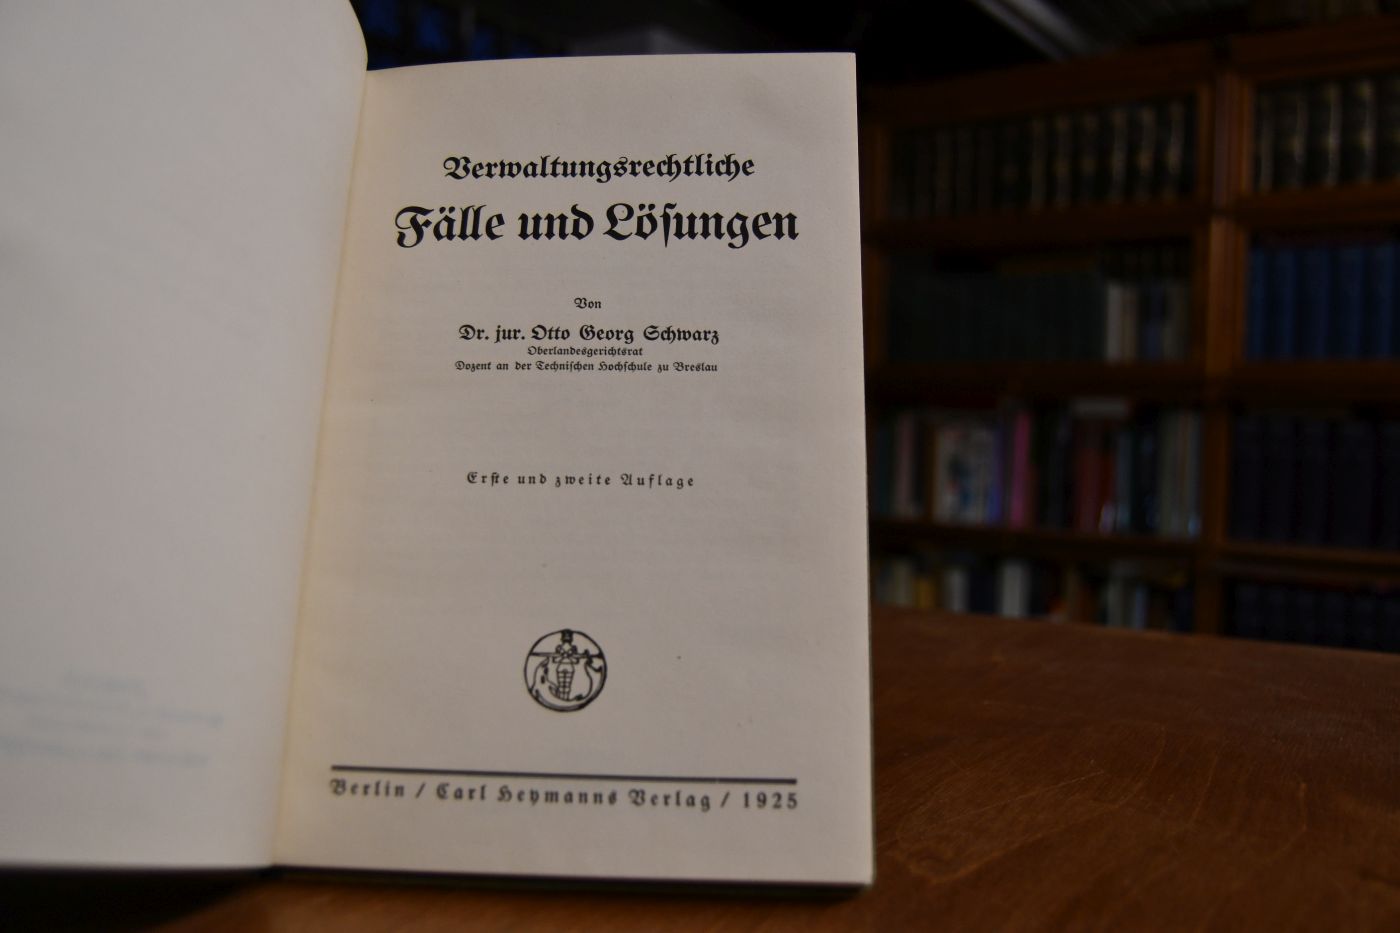 Verwaltungsrechtliche
Fälle und Löſungen
Von
Dr. jur. Otto Georg Schwarz
Oberlandesgerichtsrat
Dozent an der Techniſchen Hochſchule zu Breslau
Erſte und zweite Auflage
Berlin / Carl Heymanns Verlag / 1925